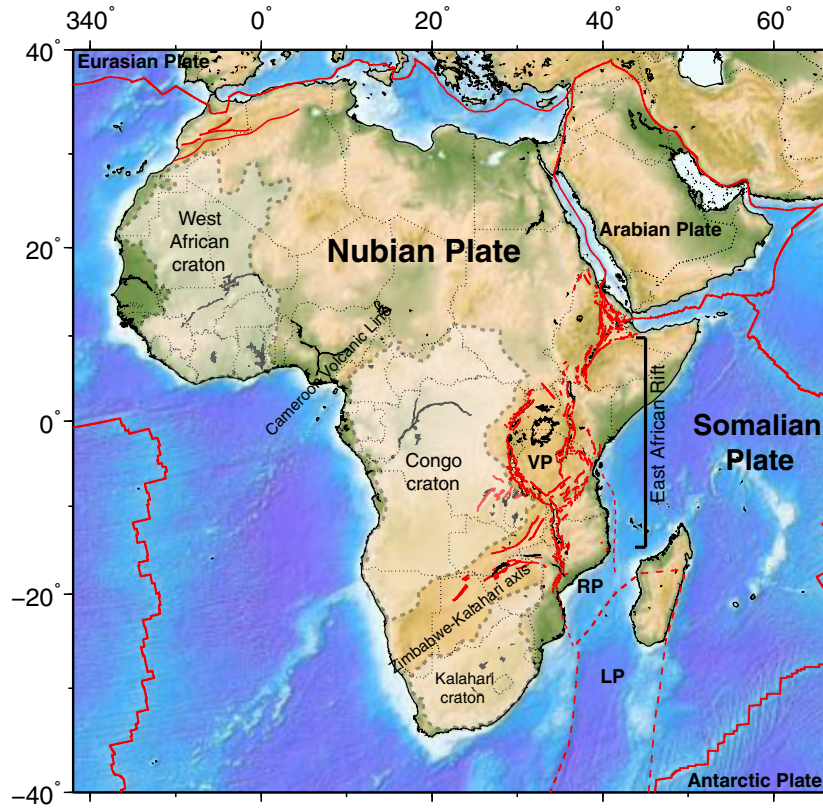 340° 0° 20° 40° 60°
40°
Eurasian Plate
West
African
craton
Nubian Plate
Arabian Plate
20°
Cameroon Volcanic Line
East African Rift
0°
Congo
craton
VP
Somalian
Plate
RP
−20°
Zimbabwe-Kalahari axis
Kalahari
craton
LP
Antarctic Plate
−40°